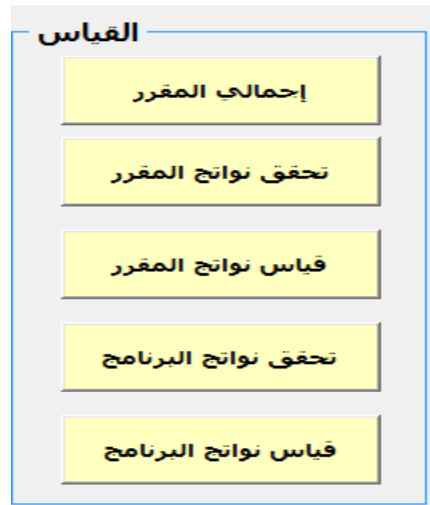 القياس
إجمالي المقرر
تحقق نواتج المقرر
قياس نواتج المقرر
تحقق نواتج البرنامج
قياس نواتج البرنامج